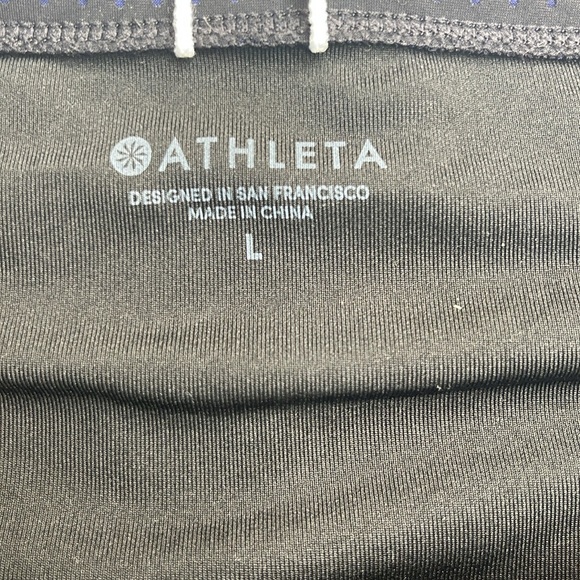 ATHLETA
DESIGNED IN SAN FRANCISCO
MADE IN CHINA
L